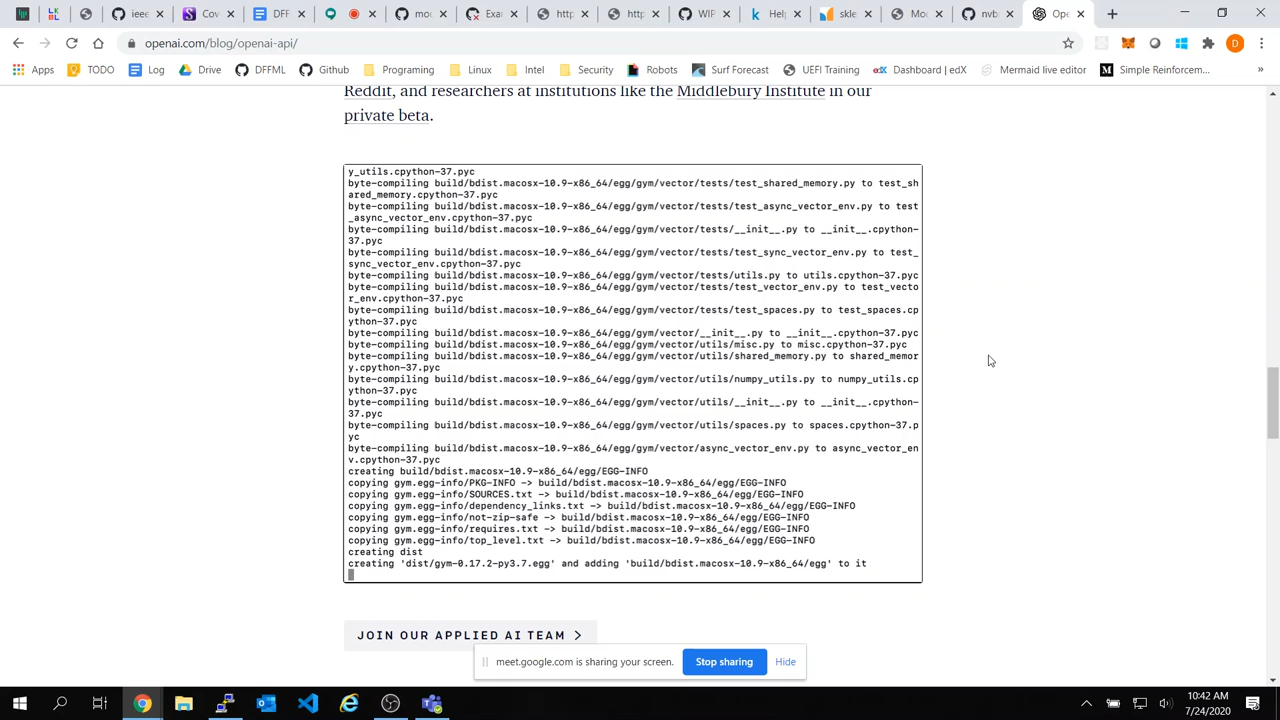 ieee
Cov
DFF
mo
Exa
http
http
WIF
Help
skle
Mo
nvb
Ope
openai.com/blog/openai-api/
D
Apps
TODO
Log
Drive
DFFML
Github
Programing
Linux
Intel
Security
Robots
Surf Forecast
UEFI Training
edX
Dashboard | edX
Mermaid live editor
M
Simple Reinforcem...
»
Reddit, and researchers at institutions like the Middlebury Institute in our
private beta.
y_utils.cpython-37.pyc
byte-compiling build/bdist.macosx-10.9-x86_64/egg/gym/vector/tests/test_shared_memory.py to test_sh
ared_memory.cpython-37.pyc
byte-compiling build/bdist.macosx-10.9-x86_64/egg/gym/vector/tests/test_async_vector_env.py to test
_async_vector_env.cpython-37.pyc
byte-compiling build/bdist.macosx-10.9-x86_64/egg/gym/vector/tests/__init__.py to __init__.cpython-
37.pyc
byte-compiling build/bdist.macosx-10.9-x86_64/egg/gym/vector/tests/test_sync_vector_env.py to test_
sync_vector_env.cpython-37.pyc
byte-compiling build/bdist.macosx-10.9-x86_64/egg/gym/vector/tests/utils.py to utils.cpython-37.pyc
byte-compiling build/bdist.macosx-10.9-x86_64/egg/gym/vector/tests/test_vector_env.py to test_vecto
r_env.cpython-37.pyc
byte-compiling build/bdist.macosx-10.9-x86_64/egg/gym/vector/tests/test_spaces.py to test_spaces.cp
ython-37.pyc
byte-compiling build/bdist.macosx-10.9-x86_64/egg/gym/vector/__init__.py to __init__.cpython-37.pyc
byte-compiling build/bdist.macosx-10.9-x86_64/egg/gym/vector/utils/misc.py to misc.cpython-37.pyc
byte-compiling build/bdist.macosx-10.9-x86_64/egg/gym/vector/utils/shared_memory.py to shared_memor
y.cpython-37.pyc
byte-compiling build/bdist.macosx-10.9-x86_64/egg/gym/vector/utils/numpy_utils.py to numpy_utils.cp
ython-37.pyc
byte-compiling build/bdist.macosx-10.9-x86_64/egg/gym/vector/utils/__init__.py to __init__.cpython-
37.pyc
byte-compiling build/bdist.macosx-10.9-x86_64/egg/gym/vector/utils/spaces.py to spaces.cpython-37.p
yc
byte-compiling build/bdist.macosx-10.9-x86_64/egg/gym/vector/async_vector_env.py to async_vector_en
v.cpython-37.pyc
creating build/bdist.macosx-10.9-x86_64/egg/EGG-INFO
copying gym.egg-info/PKG-INFO -> build/bdist.macosx-10.9-x86_64/egg/EGG-INFO
copying gym.egg-info/SOURCES.txt -> build/bdist.macosx-10.9-x86_64/egg/EGG-INFO
copying gym.egg-info/dependency_links.txt -> build/bdist.macosx-10.9-x86_64/egg/EGG-INFO
copying gym.egg-info/not-zip-safe -> build/bdist.macosx-10.9-x86_64/egg/EGG-INFO
copying gym.egg-info/requires.txt -> build/bdist.macosx-10.9-x86_64/egg/EGG-INFO
copying gym.egg-info/top_level.txt -> build/bdist.macosx-10.9-x86_64/egg/EGG-INFO
creating dist
creating 'dist/gym-0.17.2-py3.7.egg' and adding 'build/bdist.macosx-10.9-x86_64/egg' to it
JOIN OUR APPLIED AI TEAM >
meet.google.com is sharing your screen.
Stop sharing
Hide
10:42 AM
7/24/2020